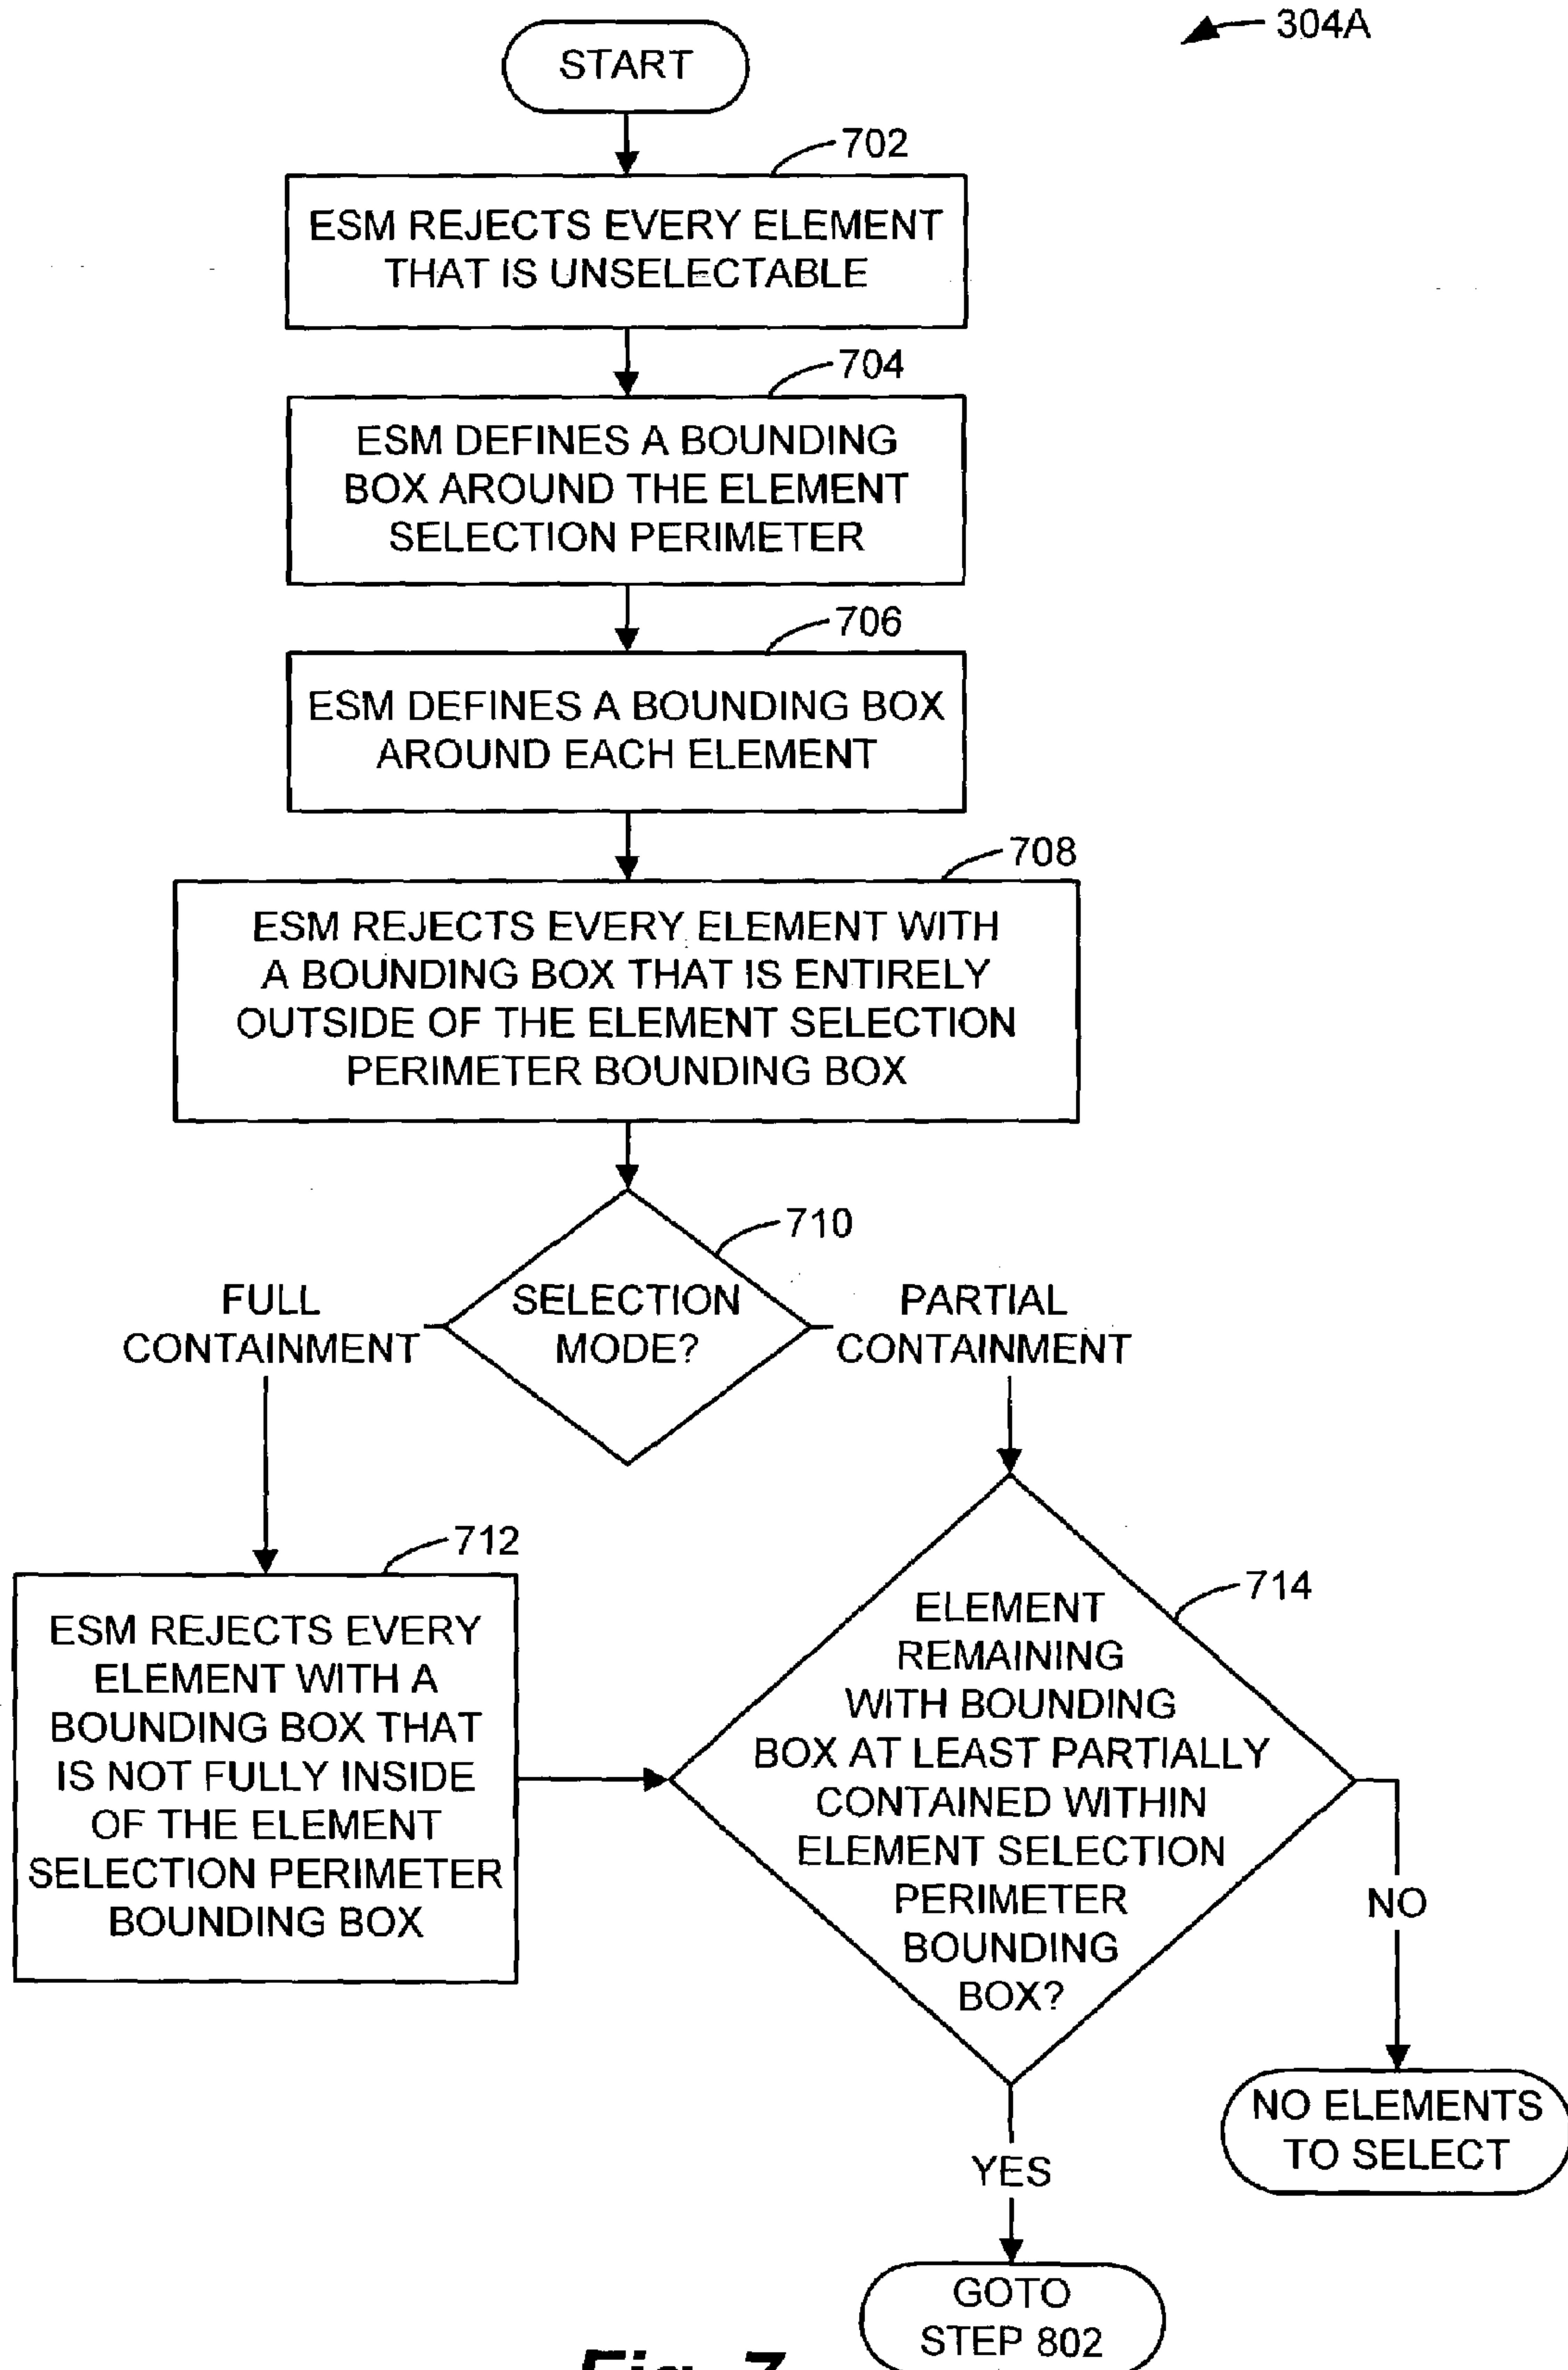 304A
START
702
ESM REJECTS EVERY ELEMENT
THAT IS UNSELECTABLE
704
ESM DEFINES A BOUNDING
BOX AROUND THE ELEMENT
SELECTION PERIMETER
706
ESM DEFINES A BOUNDING BOX
AROUND EACH ELEMENT
708
ESM REJECTS EVERY ELEMENT WITH
A BOUNDING BOX THAT IS ENTIRELY
OUTSIDE OF THE ELEMENT SELECTION
PERIMETER BOUNDING BOX
710
SELECTION
MODE?
FULL
CONTAINMENT
PARTIAL
CONTAINMENT
712
ESM REJECTS EVERY
ELEMENT WITH A
BOUNDING BOX THAT
IS NOT FULLY INSIDE
OF THE ELEMENT
SELECTION PERIMETER
BOUNDING BOX
714
ELEMENT
REMAINING
WITH BOUNDING
BOX AT LEAST PARTIALLY
CONTAINED WITHIN
ELEMENT SELECTION
PERIMETER
BOUNDING
BOX?
NO
NO ELEMENTS
TO SELECT
YES
GOTO
STEP 802
Fig. 7